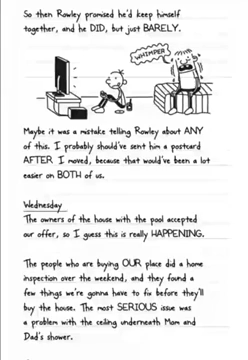 So then Rowley promised he'd keep himself
together, and he DID, but just BARELY.
WHIMPER
Maybe it was a mistake telling Rowley about ANY
of this. I probably should've sent him a postcard
AFTER I moved, because that would've been a lot
easier on BOTH of us.
Wednesday
The owners of the house with the pool accepted
our offer, so I guess this is really HAPPENING.
The people who are buying OUR place did a home
inspection over the weekend, and they found a
few things we're gonna have to fix before they'll
buy the house. The most SERIOUS issue was
a problem with the ceiling underneath Mom and
Dad's shower.